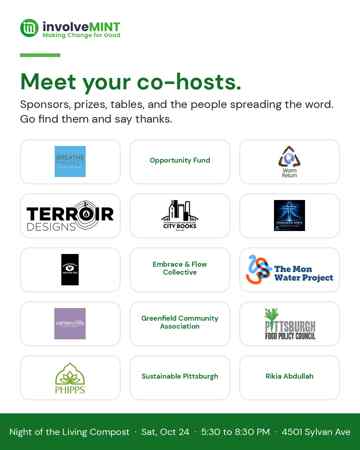 involveMINT
Making Change for Good
Meet your co-hosts.
Sponsors, prizes, tables, and the people spreading the word.
Go find them and say thanks.
BREATHE
Opportunity Fund
Worm
Return
TERROIR
DESIGNS
CITY BOOKS
Embrace & Flow
Collective
The Mon
Water Project
Greenfield Community
Association
PITTSBURGH
FOOD POLICY COUNCIL
PHIPPS
Sustainable Pittsburgh
Rikia Abdullah
Night of the Living Compost · Sat, Oct 24 · 5:30 to 8:30 PM · 4501 Sylvan Ave